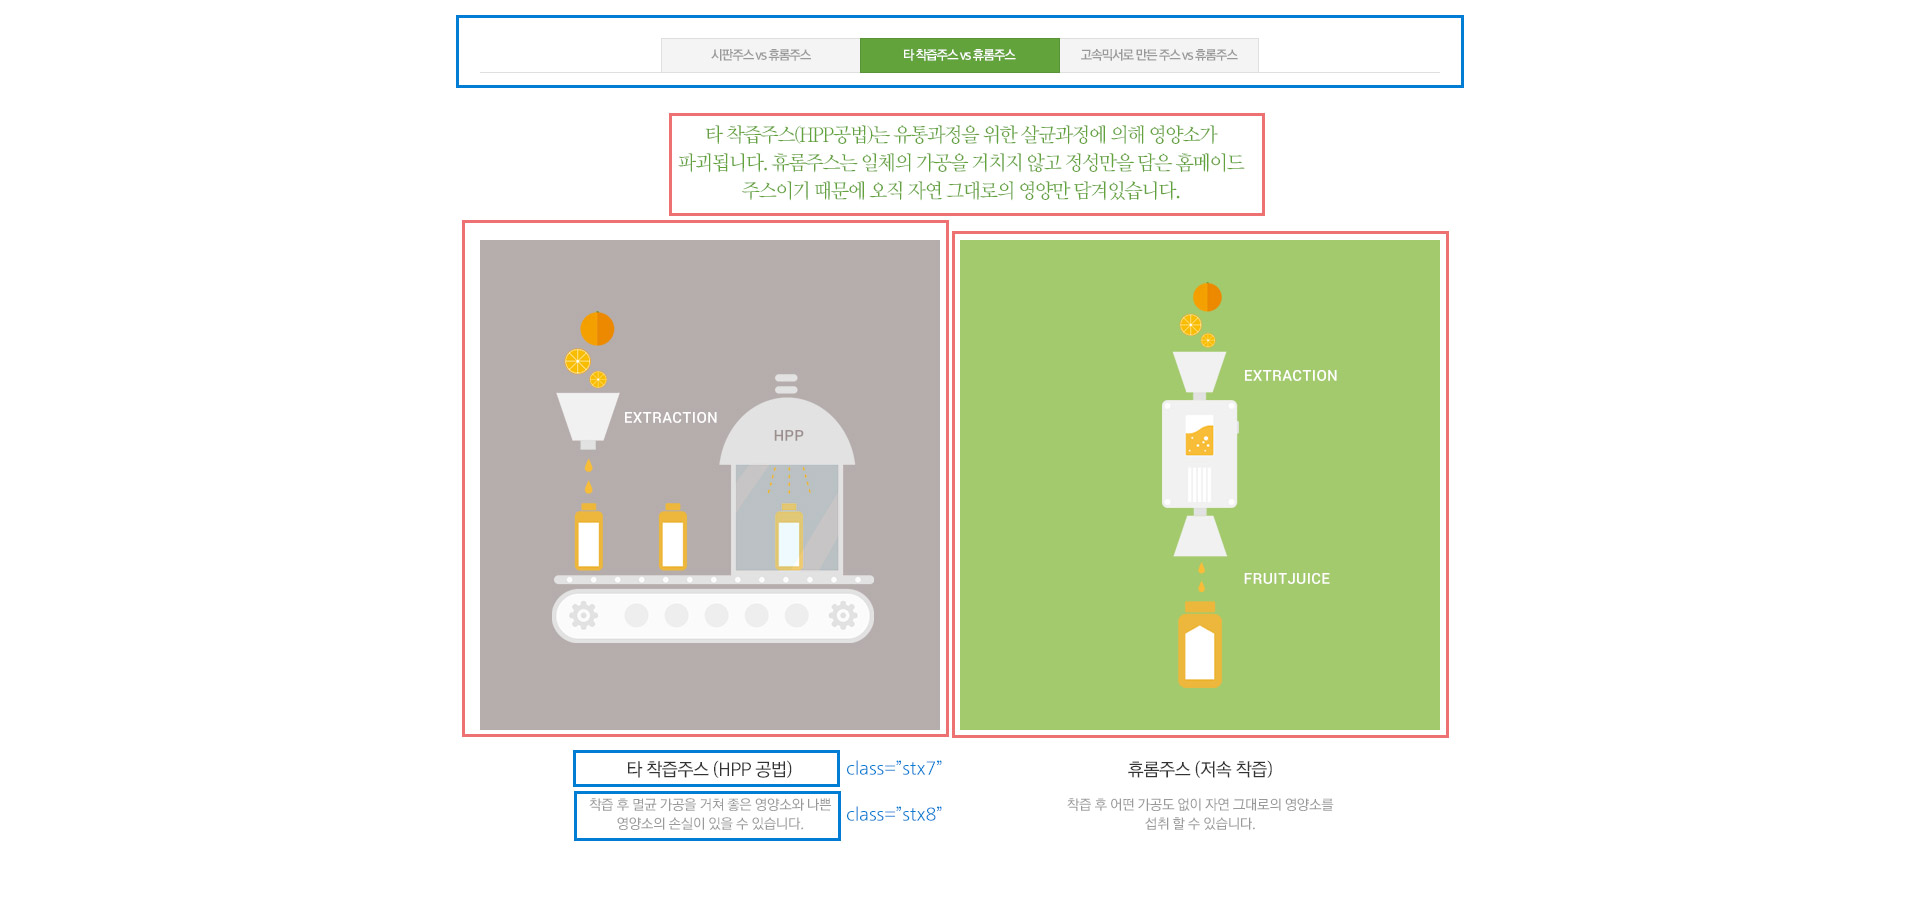 시판주스 vs 휴롬주스
타 착즙주스 vs 휴롬주스
고속믹서로 만든 주스 vs 휴롬주스
타 착즙주스(HPP공법)는 유통과정을 위한 살균과정에 의해 영양소가
파괴됩니다. 휴롬주스는 일체의 가공을 거치지 않고 정성만을 담은 홈메이드
주스이기 때문에 오직 자연 그대로의 영양만 담겨있습니다.
EXTRACTION
HPP
EXTRACTION
FRUITJUICE
타 착즙주스 (HPP 공법)
class=”stx7”
착즙 후 멸균 가공을 거쳐 좋은 영양소와 나쁜
영양소의 손실이 있을 수 있습니다.
class=”stx8”
휴롬주스 (저속 착즙)
착즙 후 어떤 가공도 없이 자연 그대로의 영양소를
섭취 할 수 있습니다.